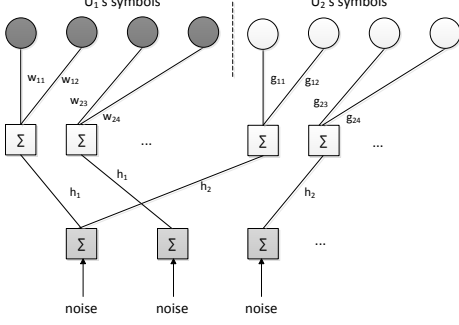 U₁'s symbols U₂'s symbols
w₁₁ w₁₂ g₁₁ g₁₂
w₂₃ g₂₃
w₂₄ g₂₄
Σ Σ ... Σ Σ ...
h₁ h₁ h₂ h₂
Σ Σ Σ ...
noise noise noise